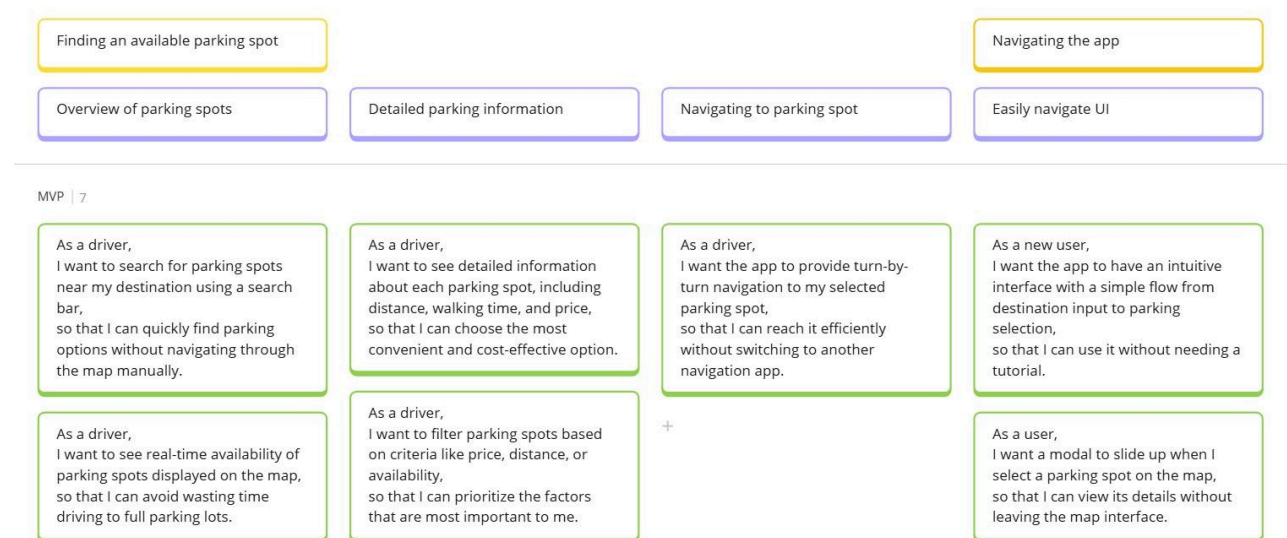 Finding an available parking spot
Navigating the app
Overview of parking spots
Detailed parking information
Navigating to parking spot
Easily navigate UI
MVP | 7
As a driver,
I want to search for parking spots
near my destination using a search
bar,
so that I can quickly find parking
options without navigating through
the map manually.
As a driver,
I want to see detailed information
about each parking spot, including
distance, walking time, and price,
so that I can choose the most
convenient and cost-effective option.
As a driver,
I want the app to provide turn-by-
turn navigation to my selected
parking spot,
so that I can reach it efficiently
without switching to another
navigation app.
As a new user,
I want the app to have an intuitive
interface with a simple flow from
destination input to parking
selection,
so that I can use it without needing a
tutorial.
As a driver,
I want to see real-time availability of
parking spots displayed on the map,
so that I can avoid wasting time
driving to full parking lots.
As a driver,
I want to filter parking spots based
on criteria like price, distance, or
availability,
so that I can prioritize the factors
that are most important to me.
+
As a user,
I want a modal to slide up when I
select a parking spot on the map,
so that I can view its details without
leaving the map interface.